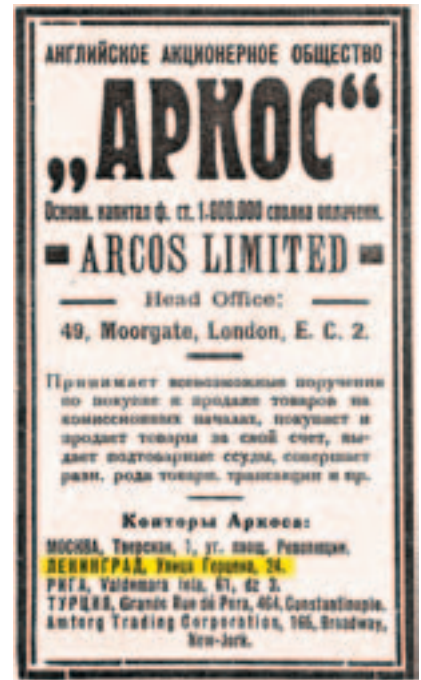 АНГЛИЙСКОЕ АКЦИОНЕРНОЕ ОБЩЕСТВО
„АРКОС“
Основн. капитал ф. ст. 1.000.000 сполна оплаченн.
ARCOS LIMITED
Head Office:
49, Moorgate, London, E. C. 2.
Принимает всевозможные поручения
по покупке и продаже товаров на
комиссионных началах, покупает и
продает товары за свой счет, вы-
дает подтоварные ссуды, совершает
разн. рода товарн. трансакции и пр.
Конторы Аркоса:
МОСКВА, Тверская, 1, уг. площ. Революции.
ЛЕНИНГРАД, Улица Герцена, 24.
РИГА, Valdemara iela, 61, dz 3.
ТУРЦИЯ, Grande Rue de Pera, 464, Constantinople.
Amtorg Trading Corporation, 165, Broadway,
New-Jork.